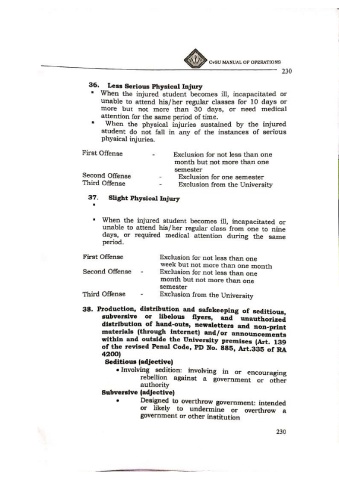 CvSU MANUAL OF OPERATIONS
230
36. Less Serious Physical Injury
• When the injured student becomes ill, incapacitated or
unable to attend his/her regular classes for 10 days or
more but not more than 30 days, or need medical
attention for the same period of time.
• When the physical injuries sustained by the injured
student do not fall in any of the instances of serious
physical injuries.
First Offense - Exclusion for not less than one
month but not more than one
semester
Second Offense - Exclusion for one semester
Third Offense - Exclusion from the University
37. Slight Physical Injury
•
• When the injured student becomes ill, incapacitated or
unable to attend his/her regular class from one to nine
days, or required medical attention during the same
period.
First Offense Exclusion for not less than one
week but not more than one month
Second Offense - Exclusion for not less than one
month but not more than one
semester
Third Offense - Exclusion from the University
38. Production, distribution and safekeeping of seditious,
subversive or libelous flyers, and unauthorized
distribution of hand-outs, newsletters and non-print
materials (through internet) and/or announcements
within and outside the University premises (Art. 139
of the revised Penal Code, PD No. 885, Art.335 of RA
4200)
Seditious (adjective)
• Involving sedition: involving in or encouraging
rebellion against a government or other
authority
Subversive (adjective)
• Designed to overthrow government: intended
or likely to undermine or overthrow a
government or other institution
230